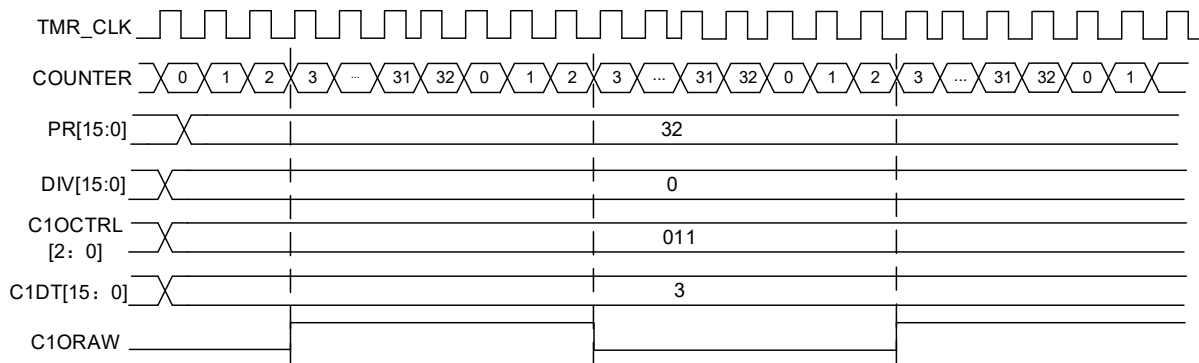 TMR_CLK
COUNTER 0 1 2 3 ... 31 32 0 1 2 3 ... 31 32 0 1 2 3 ... 31 32 0 1
PR[15:0] 32
DIV[15:0] 0
C1OCTRL
[2：0] 011
C1DT[15：0] 3
C1ORAW